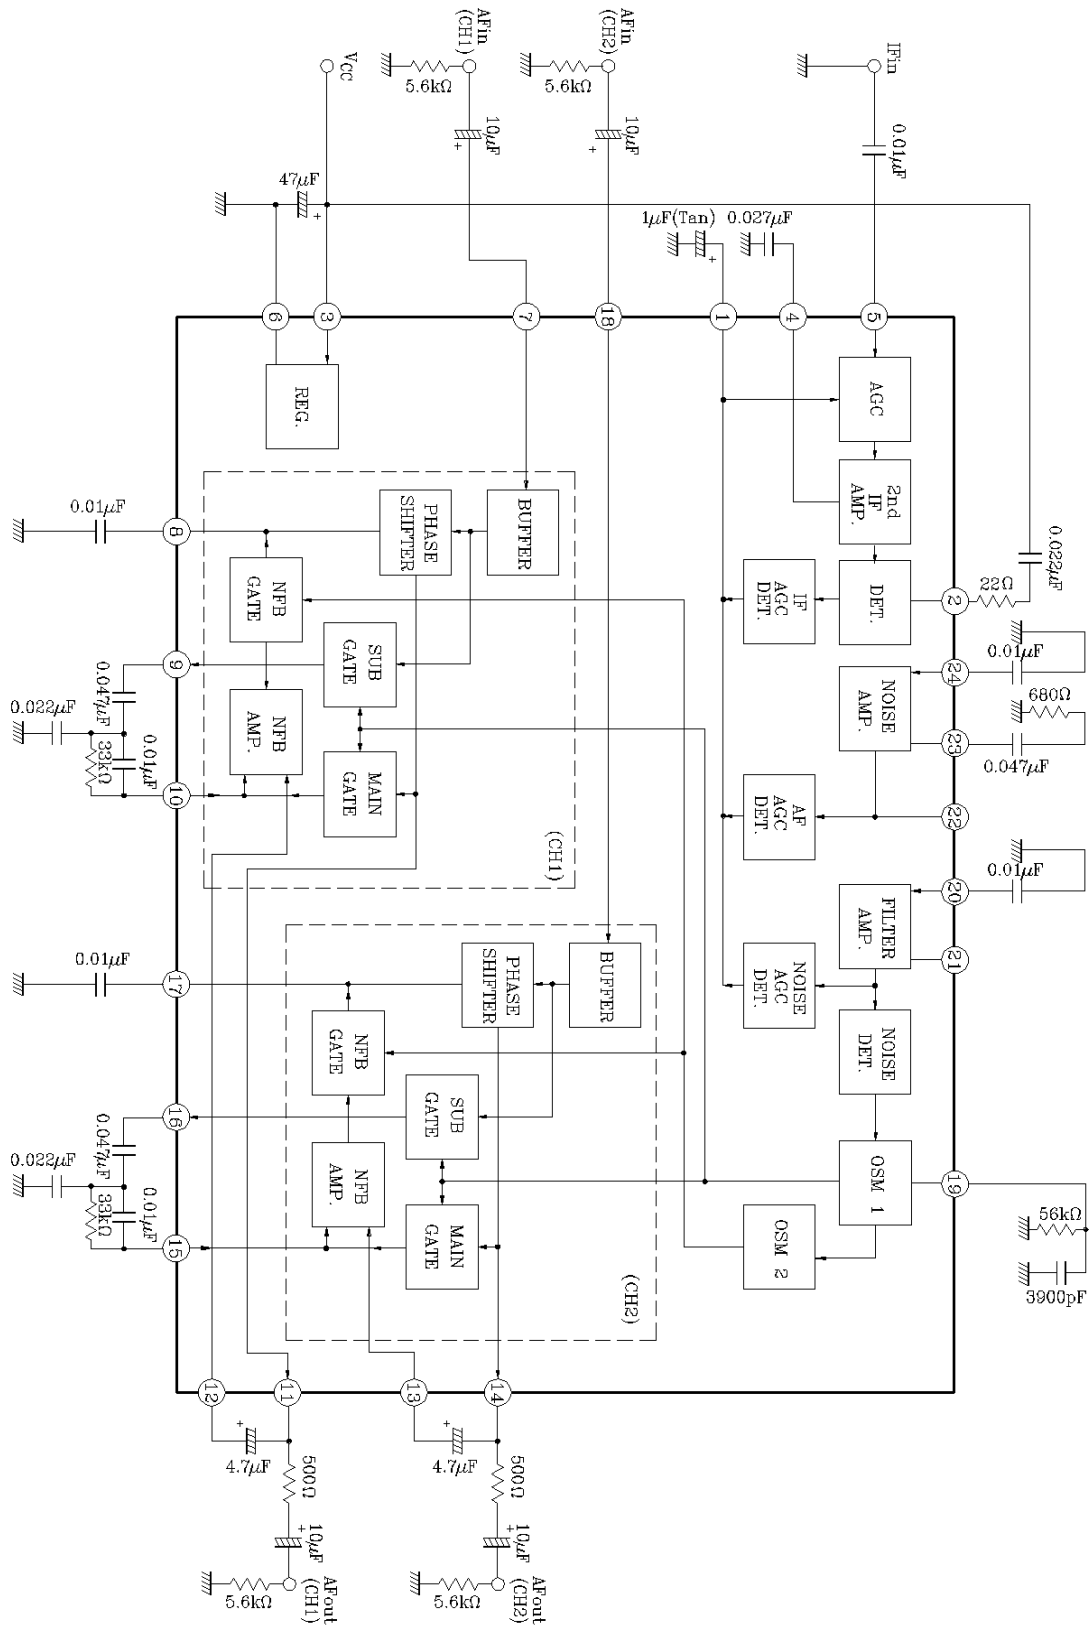 AFin
(CH1)
AFin
(CH2)
IFin
VCC
5.6kΩ
5.6kΩ
10µF
+
10µF
+
0.01µF
47µF
+
1µF(Tan)
+
0.027µF
6
3
7
18
1
4
5
REG.
AGC
2nd
IF
AMP.
0.022µF
22Ω
2
DET.
IF
AGC
DET.
0.01µF
24
NOISE
AMP.
680Ω
23
0.047µF
22
AF
AGC
DET.
0.01µF
20
FILTER
AMP.
21
NOISE
AGC
DET.
NOISE
DET.
19
OSM 1
56kΩ
3900pF
OSM 2
0.01µF
8
PHASE
SHIFTER
BUFFER
NFB
GATE
SUB
GATE
9
0.047µF
0.022µF
33kΩ
0.01µF
10
NFB
AMP.
MAIN
GATE
(CH1)
0.01µF
17
PHASE
SHIFTER
BUFFER
NFB
GATE
SUB
GATE
16
0.047µF
0.022µF
33kΩ
0.01µF
15
NFB
AMP.
MAIN
GATE
(CH2)
12
11
13
14
+
4.7µF
+
4.7µF
500Ω
500Ω
+
10µF
+
10µF
5.6kΩ
AFout
(CH1)
5.6kΩ
AFout
(CH2)